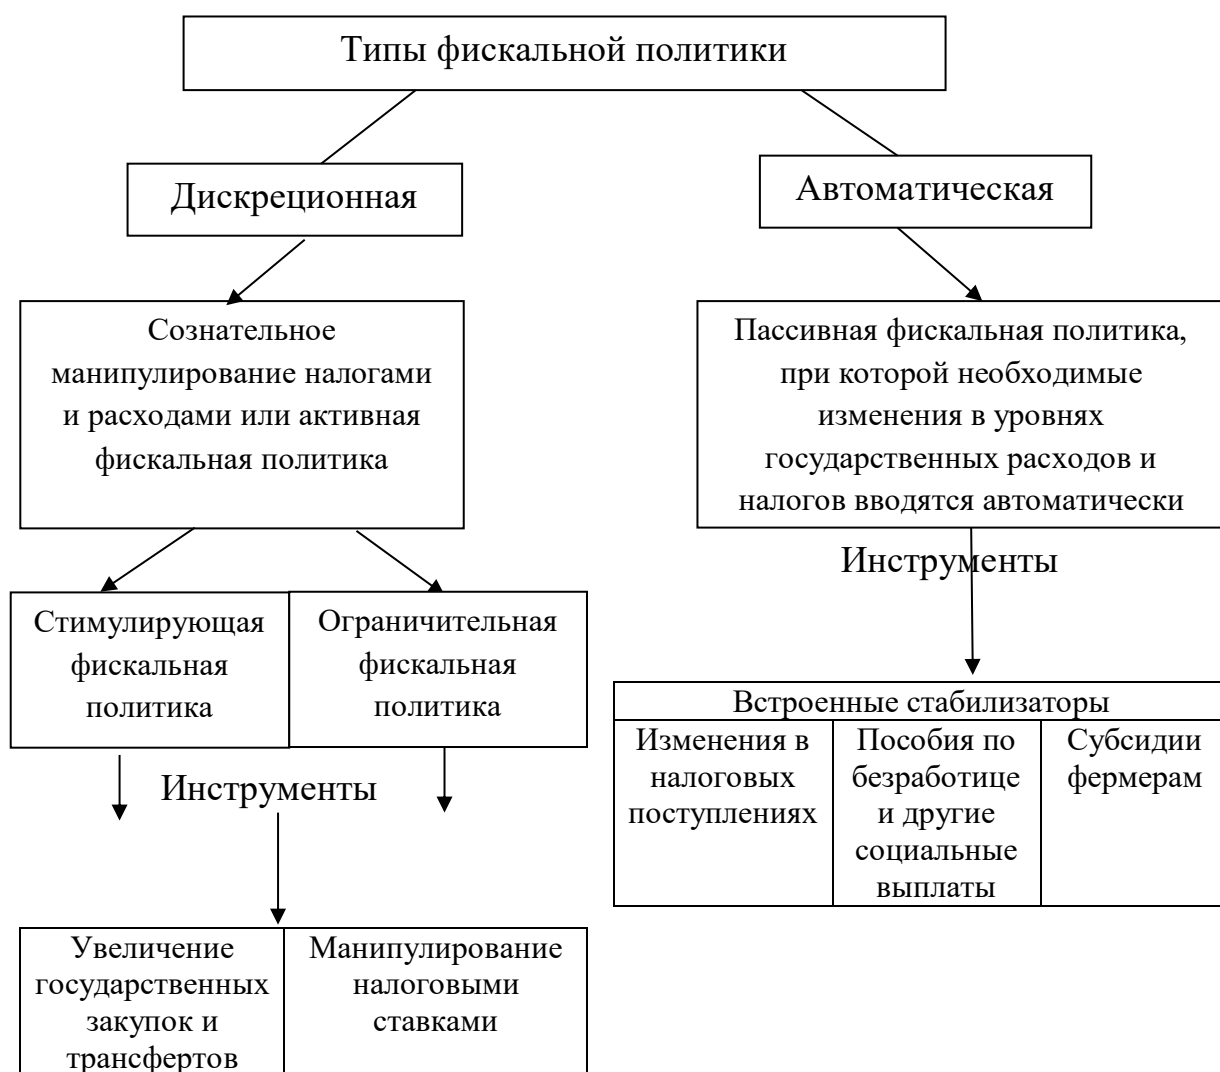 Типы фискальной политики
Дискреционная
Автоматическая
Сознательное
манипулирование налогами
и расходами или активная
фискальная политика
Пассивная фискальная политика,
при которой необходимые
изменения в уровнях
государственных расходов и
налогов вводятся автоматически
Стимулирующая
фискальная
политика
Ограничительная
фискальная
политика
Инструменты
Увеличение
государственных
закупок и
трансфертов
Манипулирование
налоговыми
ставками
Инструменты
Встроенные стабилизаторы
Изменения в
налоговых
поступлениях
Пособия по
безработице
и другие
социальные
выплаты
Субсидии
фермерам